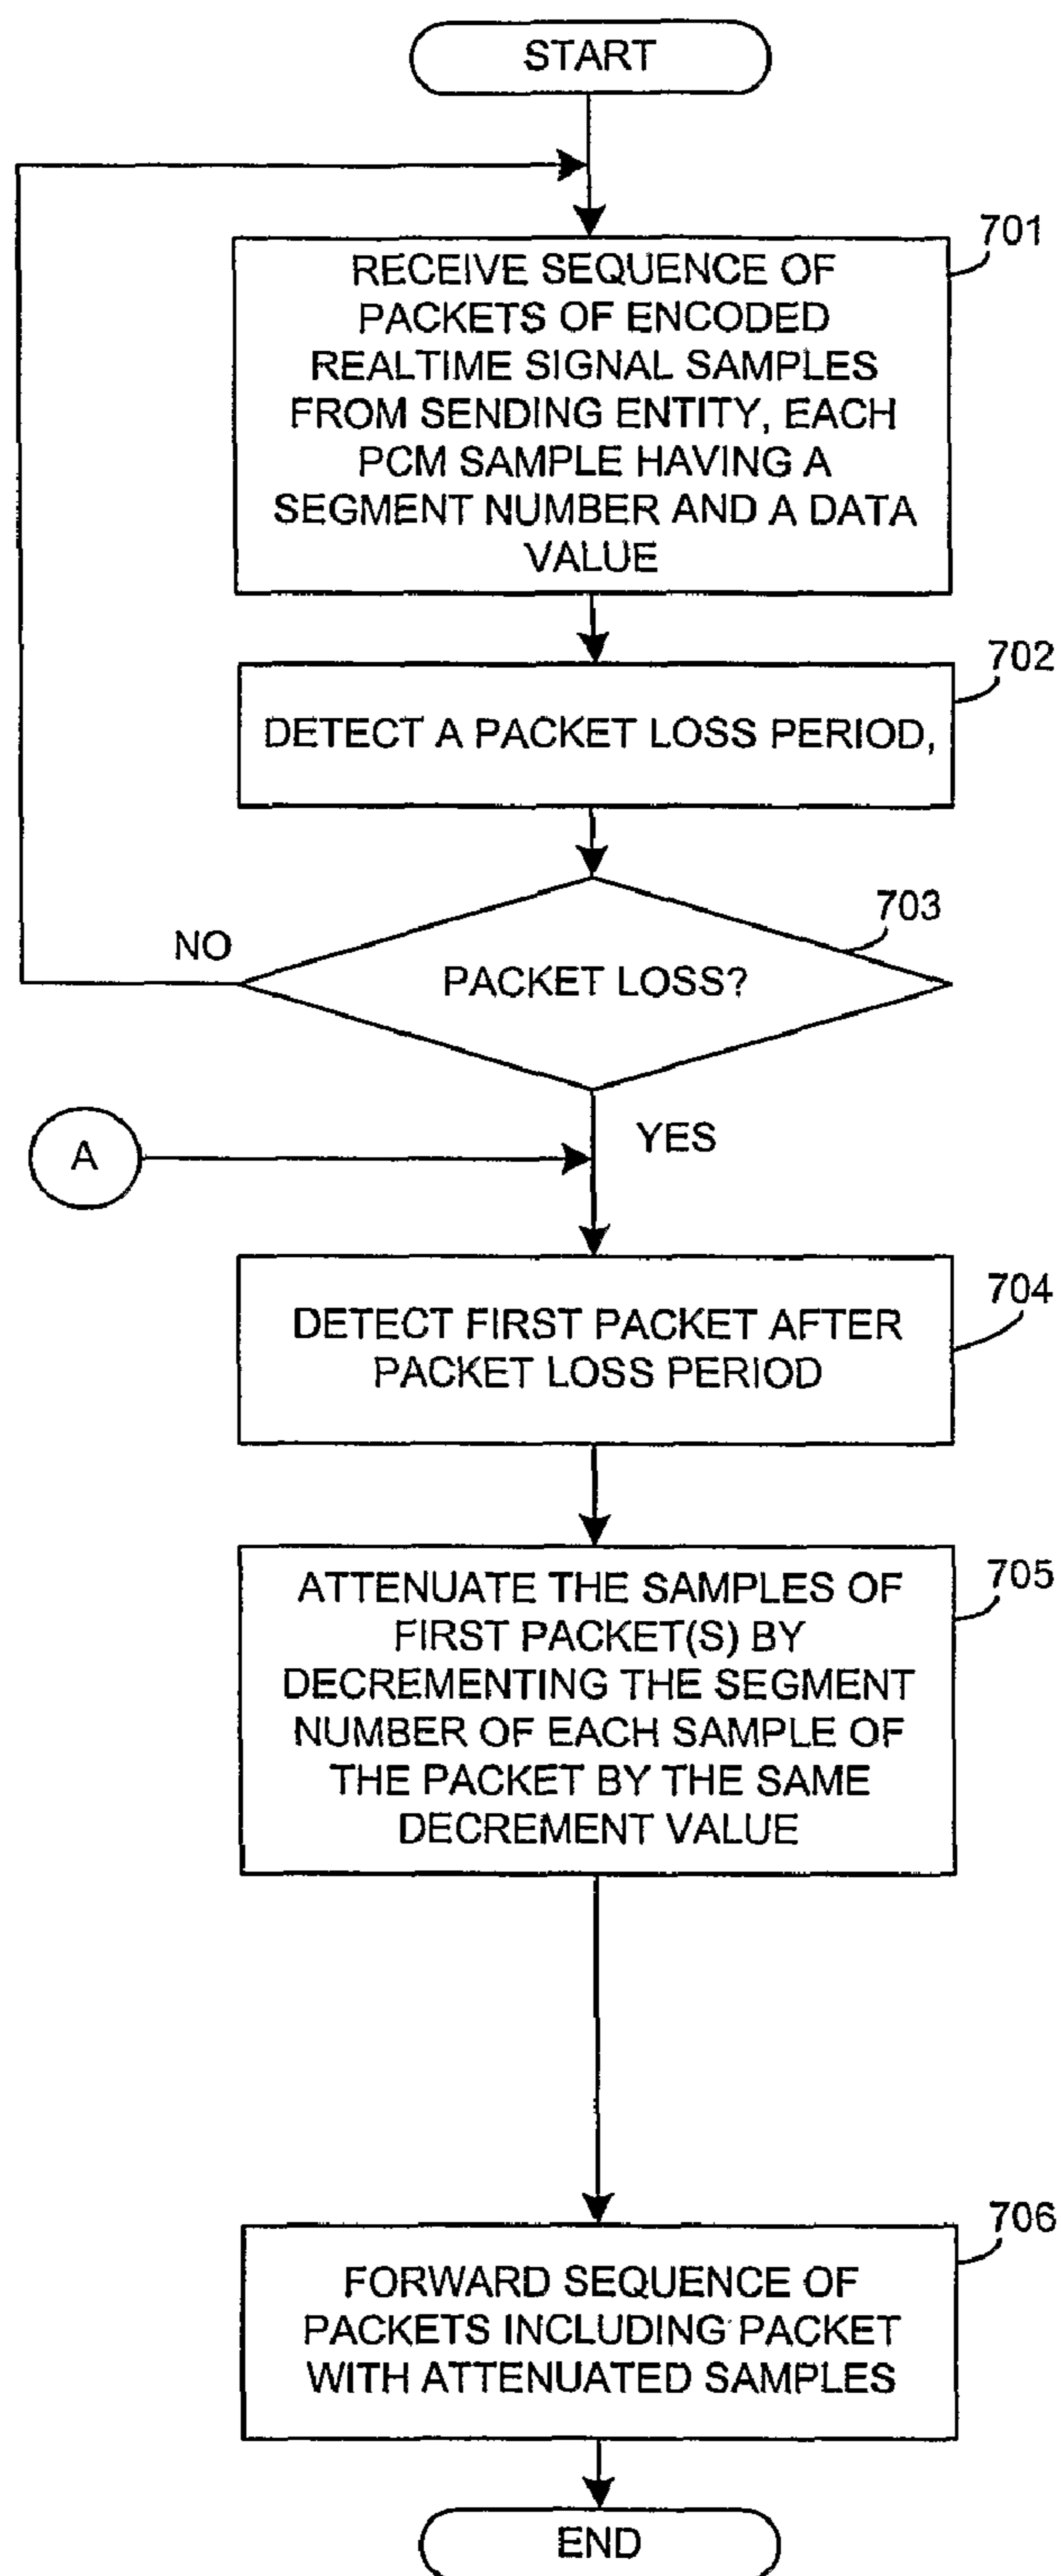 START
701
RECEIVE SEQUENCE OF
PACKETS OF ENCODED
REALTIME SIGNAL SAMPLES
FROM SENDING ENTITY, EACH
PCM SAMPLE HAVING A
SEGMENT NUMBER AND A DATA
VALUE
702
DETECT A PACKET LOSS PERIOD,
703
NO
PACKET LOSS?
YES
A
704
DETECT FIRST PACKET AFTER
PACKET LOSS PERIOD
705
ATTENUATE THE SAMPLES OF
FIRST PACKET(S) BY
DECREMENTING THE SEGMENT
NUMBER OF EACH SAMPLE OF
THE PACKET BY THE SAME
DECREMENT VALUE
706
FORWARD SEQUENCE OF
PACKETS INCLUDING PACKET
WITH ATTENUATED SAMPLES
END